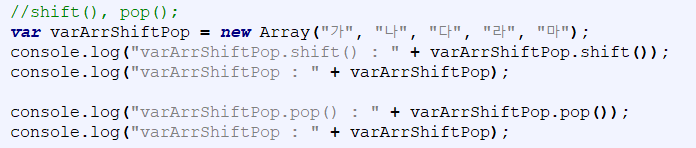 //shift(), pop();
var varArrShiftPop = new Array("가", "나", "다", "라", "마");
console.log("varArrShiftPop.shift() : " + varArrShiftPop.shift());
console.log("varArrShiftPop : " + varArrShiftPop);
console.log("varArrShiftPop.pop() : " + varArrShiftPop.pop());
console.log("varArrShiftPop : " + varArrShiftPop);